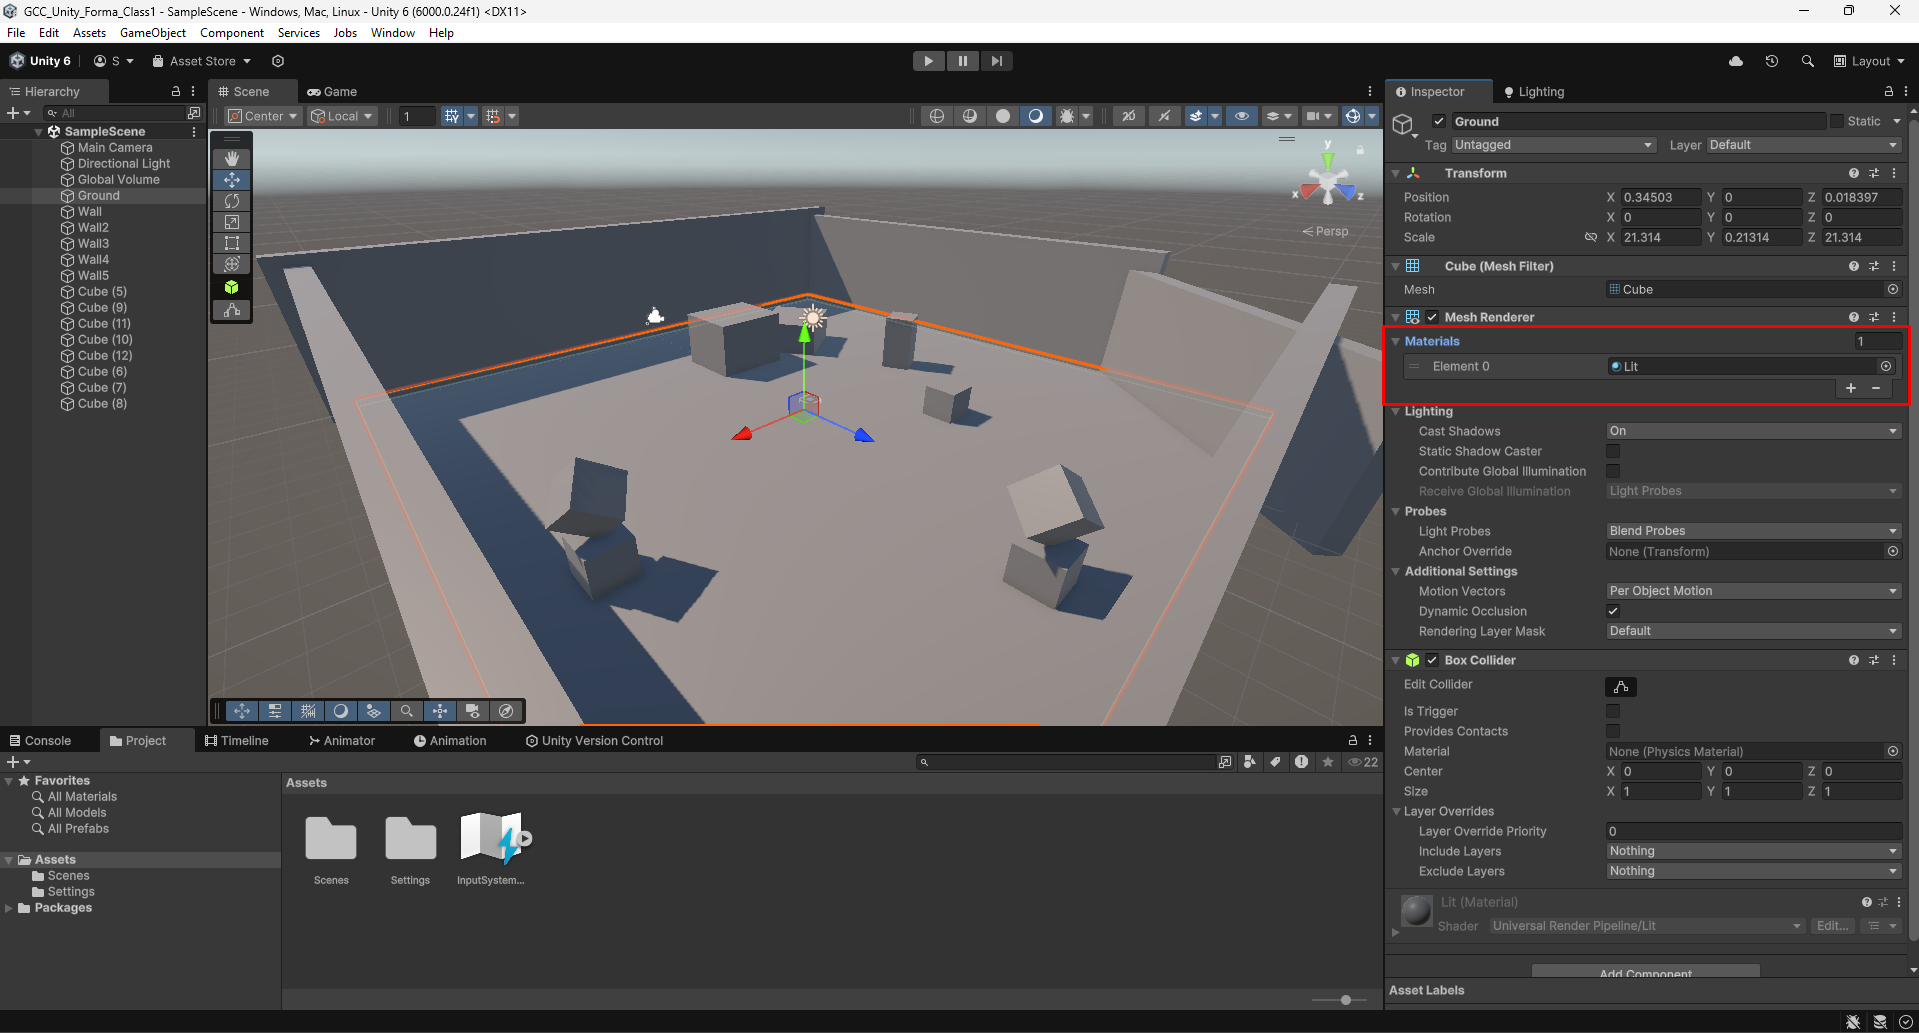 GCC_Unity_Forma_Class1 - SampleScene - Windows, Mac, Linux - Unity 6 (6000.0.24f1) <DX11>
File Edit Assets GameObject Component Services Jobs Window Help
Unity 6 S Asset Store Layout
Hierarchy
All
SampleScene
Main Camera
Directional Light
Global Volume
Ground
Wall
Wall2
Wall3
Wall4
Wall5
Cube (5)
Cube (9)
Cube (11)
Cube (10)
Cube (12)
Cube (6)
Cube (7)
Cube (8)
Scene Game
Center Local 1 2D
y
x z
Persp
Inspector Lighting
Ground Static
Tag Untagged Layer Default
Transform
Position X 0.34503 Y 0 Z 0.018397
Rotation X 0 Y 0 Z 0
Scale X 21.314 Y 0.21314 Z 21.314
Cube (Mesh Filter)
Mesh Cube
Mesh Renderer
Materials 1
Element 0 Lit
Lighting
Cast Shadows On
Static Shadow Caster
Contribute Global Illumination
Receive Global Illumination Light Probes
Probes
Light Probes Blend Probes
Anchor Override None (Transform)
Additional Settings
Motion Vectors Per Object Motion
Dynamic Occlusion
Rendering Layer Mask Default
Box Collider
Edit Collider
Is Trigger
Provides Contacts
Material None (Physics Material)
Center X 0 Y 0 Z 0
Size X 1 Y 1 Z 1
Layer Overrides
Layer Override Priority 0
Include Layers Nothing
Exclude Layers Nothing
Lit (Material)
Shader Universal Render Pipeline/Lit Edit...
Add Component
Asset Labels
Console Project Timeline Animator Animation Unity Version Control
22
Favorites
All Materials
All Models
All Prefabs
Assets
Scenes
Settings
Packages
Assets
Scenes Settings InputSystem...